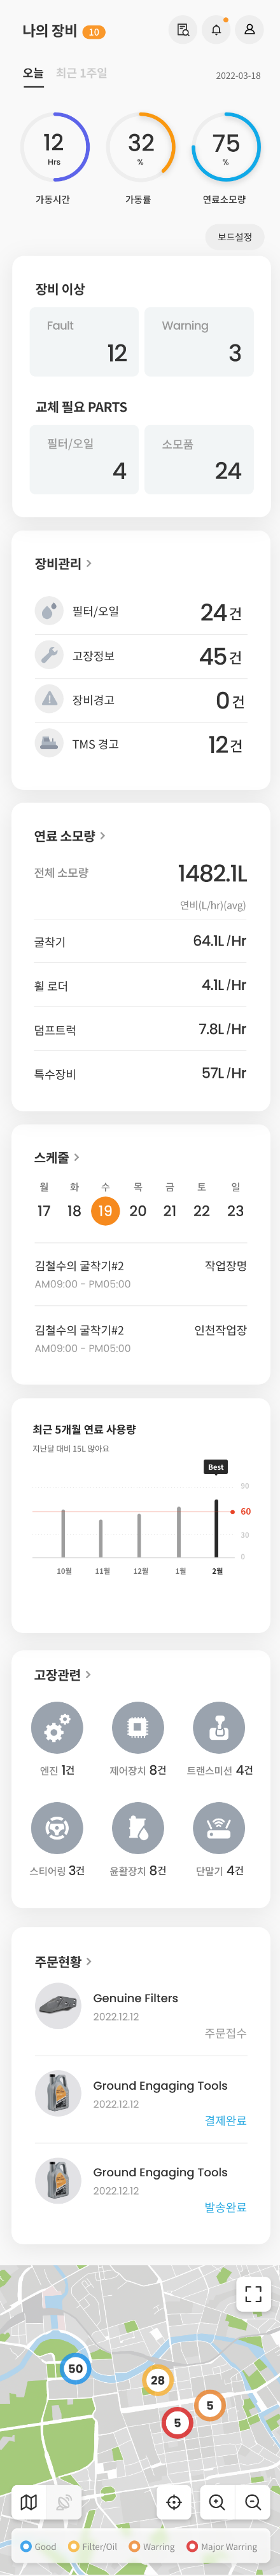 나의 장비 10
오늘 최근 1주일 2022-03-18
12 32 75
Hrs % %
가동시간 가동률 연료소모량
보드설정
장비 이상
Fault Warning
12 3
교체 필요 PARTS
필터/오일 소모품
4 24
장비관리 >
필터/오일 24건
고장정보 45건
장비경고 0건
TMS 경고 12건
연료 소모량 >
전체 소모량 1482.1L
연비(L/hr)(avg)
굴착기 64.1L /Hr
휠 로더 4.1L /Hr
덤프트럭 7.8L /Hr
특수장비 57L /Hr
스케줄 >
월 화 수 목 금 토 일
17 18 19 20 21 22 23
김철수의 굴착기#2 작업장명
AM09:00 - PM05:00
김철수의 굴착기#2 인천작업장
AM09:00 - PM05:00
최근 5개월 연료 사용량
지난달 대비 15L 많아요
Best
90
60
30
0
10월 11월 12월 1월 2월
고장관련 >
엔진 1건 제어장치 8건 트랜스미션 4건
스티어링 3건 윤활장치 8건 단말기 4건
주문현황 >
Genuine Filters
2022.12.12
주문접수
Ground Engaging Tools
2022.12.12
결제완료
Ground Engaging Tools
2022.12.12
발송완료
50 28 5
5
Good Filter/Oil Warring Major Warring